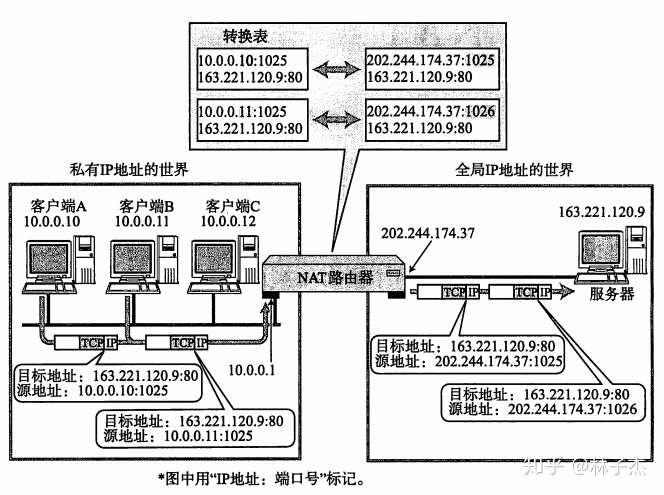 转换表
10.0.0.10:1025
163.221.120.9:80
202.244.174.37:1025
163.221.120.9:80
10.0.0.11:1025
163.221.120.9:80
202.244.174.37:1026
163.221.120.9:80
私有IP地址的世界
全局IP地址的世界
客户端A
10.0.0.10
客户端B
10.0.0.11
客户端C
10.0.0.12
163.221.120.9
202.244.174.37
NAT路由器
服务器
TCP IP
TCP IP
TCP IP
TCP IP
10.0.0.1
目标地址：163.221.120.9:80
源地址：10.0.0.10:1025
目标地址：163.221.120.9:80
源地址：10.0.0.11:1025
目标地址：163.221.120.9:80
源地址：202.244.174.37:1025
目标地址：163.221.120.9:80
源地址：202.244.174.37:1026
*图中用“IP地址：端口号”标记。
知乎 @林子杰